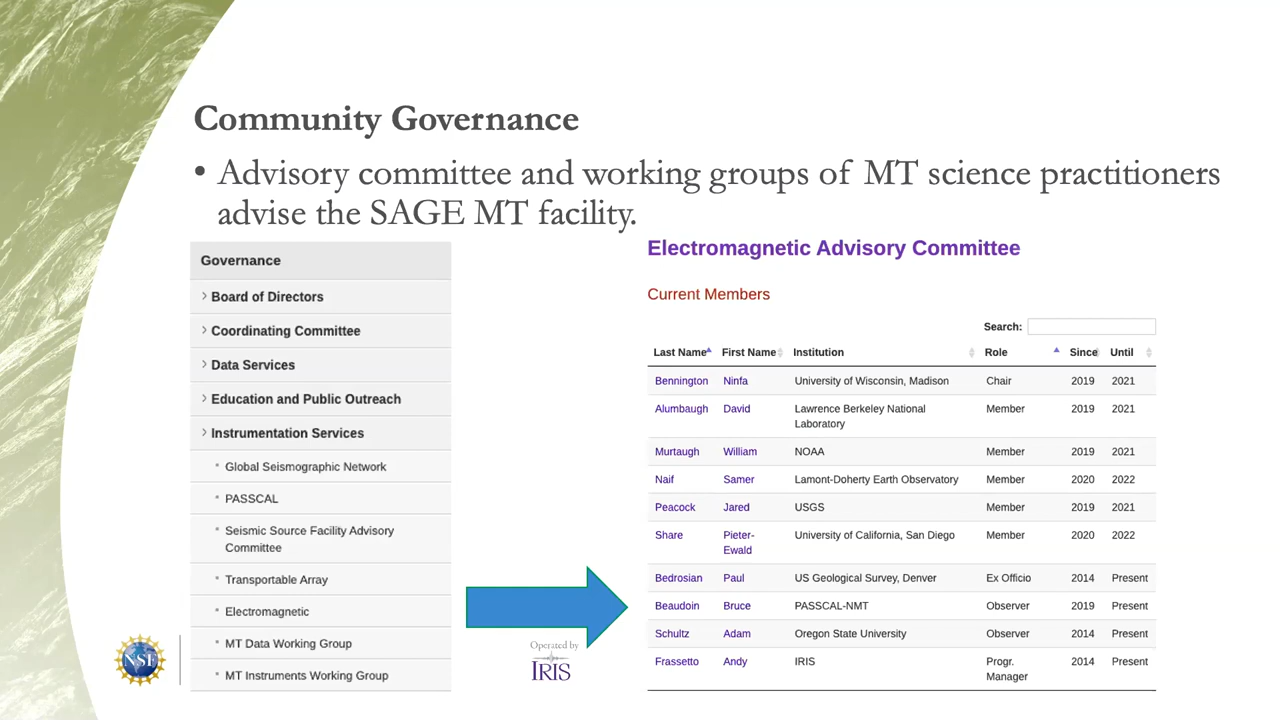 Community Governance
• Advisory committee and working groups of MT science practitioners
advise the SAGE MT facility.
Governance
Board of Directors
Coordinating Committee
Data Services
Education and Public Outreach
Instrumentation Services
Global Seismographic Network
PASSCAL
Seismic Source Facility Advisory
Committee
Transportable Array
Electromagnetic
MT Data Working Group
MT Instruments Working Group
Electromagnetic Advisory Committee
Current Members
Search:
Last Name First Name Institution Role Since Until
Bennington Ninfa University of Wisconsin, Madison Chair 2019 2021
Alumbaugh David Lawrence Berkeley National
Laboratory Member 2019 2021
Murtaugh William NOAA Member 2019 2021
Naif Samer Lamont-Doherty Earth Observatory Member 2020 2022
Peacock Jared USGS Member 2019 2021
Share Pieter-
Ewald University of California, San Diego Member 2020 2022
Bedrosian Paul US Geological Survey, Denver Ex Officio 2014 Present
Beaudoin Bruce PASSCAL-NMT Observer 2019 Present
Schultz Adam Oregon State University Observer 2014 Present
Frassetto Andy IRIS Progr.
Manager 2014 Present
NSF
Operated by
IRIS